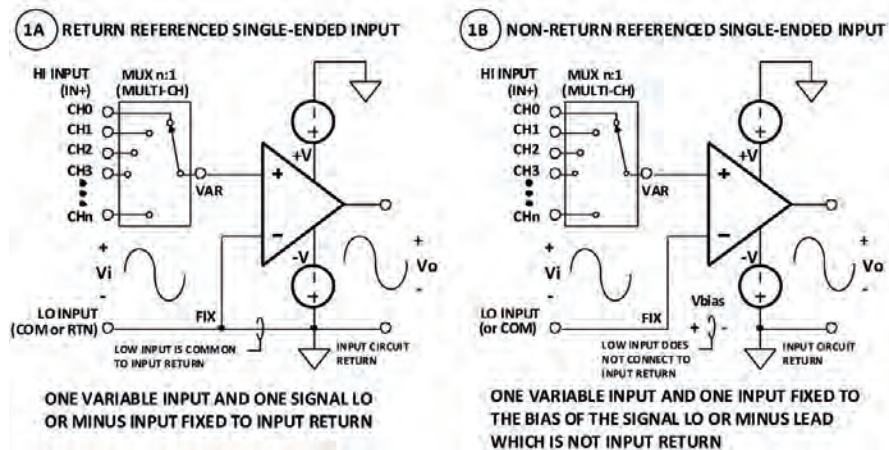 1A RETURN REFERENCED SINGLE-ENDED INPUT
HI INPUT
(IN+)
MUX n:1
(MULTI-CH)
CH0
CH1
CH2
CH3
CHn
VAR
+
−
+V
-V
+
Vi
-
+
Vo
-
LO INPUT
(COM or RTN)
FIX
LOW INPUT IS COMMON
TO INPUT RETURN
INPUT CIRCUIT
RETURN
ONE VARIABLE INPUT AND ONE SIGNAL LO
OR MINUS INPUT FIXED TO INPUT RETURN
1B NON-RETURN REFERENCED SINGLE-ENDED INPUT
HI INPUT
(IN+)
MUX n:1
(MULTI-CH)
CH0
CH1
CH2
CH3
CHn
VAR
+
−
+V
-V
+
Vi
-
+
Vo
-
LO INPUT
(or COM)
FIX
Vbias
+ -
LOW INPUT DOES
NOT CONNECT TO
INPUT RETURN
INPUT CIRCUIT
RETURN
ONE VARIABLE INPUT AND ONE INPUT FIXED TO
THE BIAS OF THE SIGNAL LO OR MINUS LEAD
WHICH IS NOT INPUT RETURN